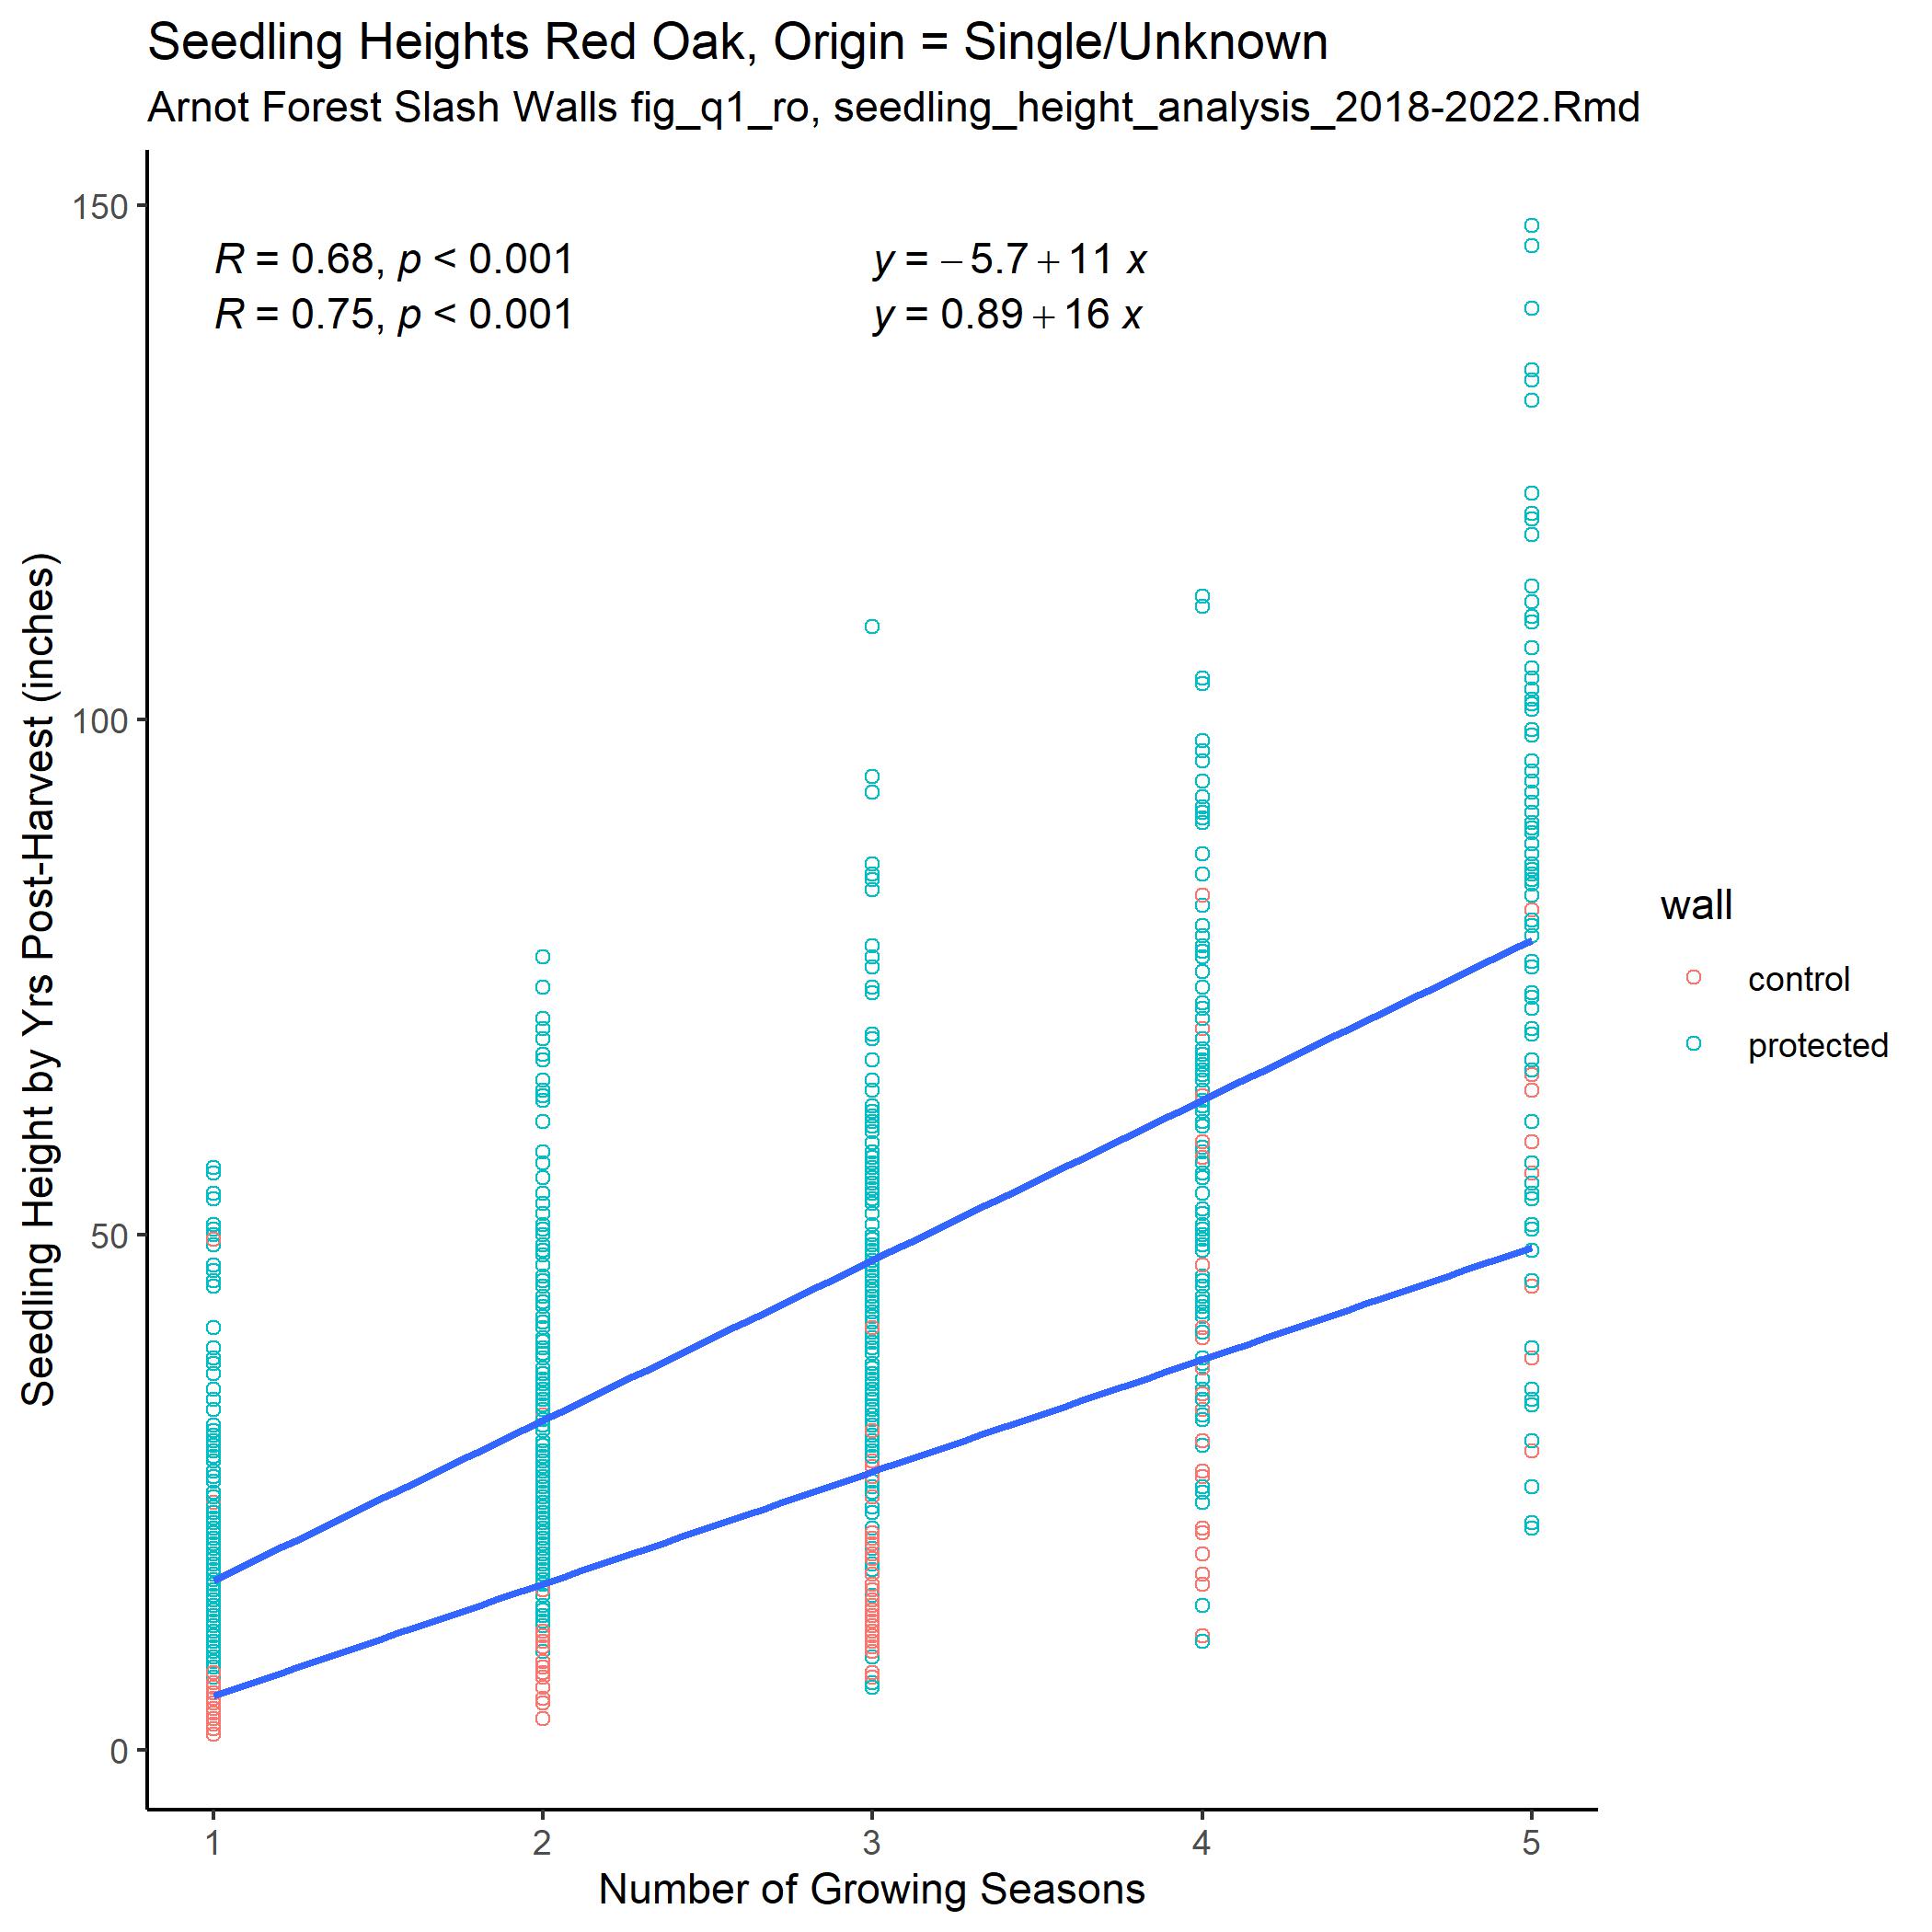 Seedling Heights Red Oak, Origin = Single/Unknown
Arnot Forest Slash Walls fig_q1_ro, seedling_height_analysis_2018-2022.Rmd
R = 0.68, p < 0.001
R = 0.75, p < 0.001
y = −5.7 + 11 x
y = 0.89 + 16 x
Seedling Height by Yrs Post-Harvest (inches)
150
100
50
0
1 2 3 4 5
Number of Growing Seasons
wall
control
protected